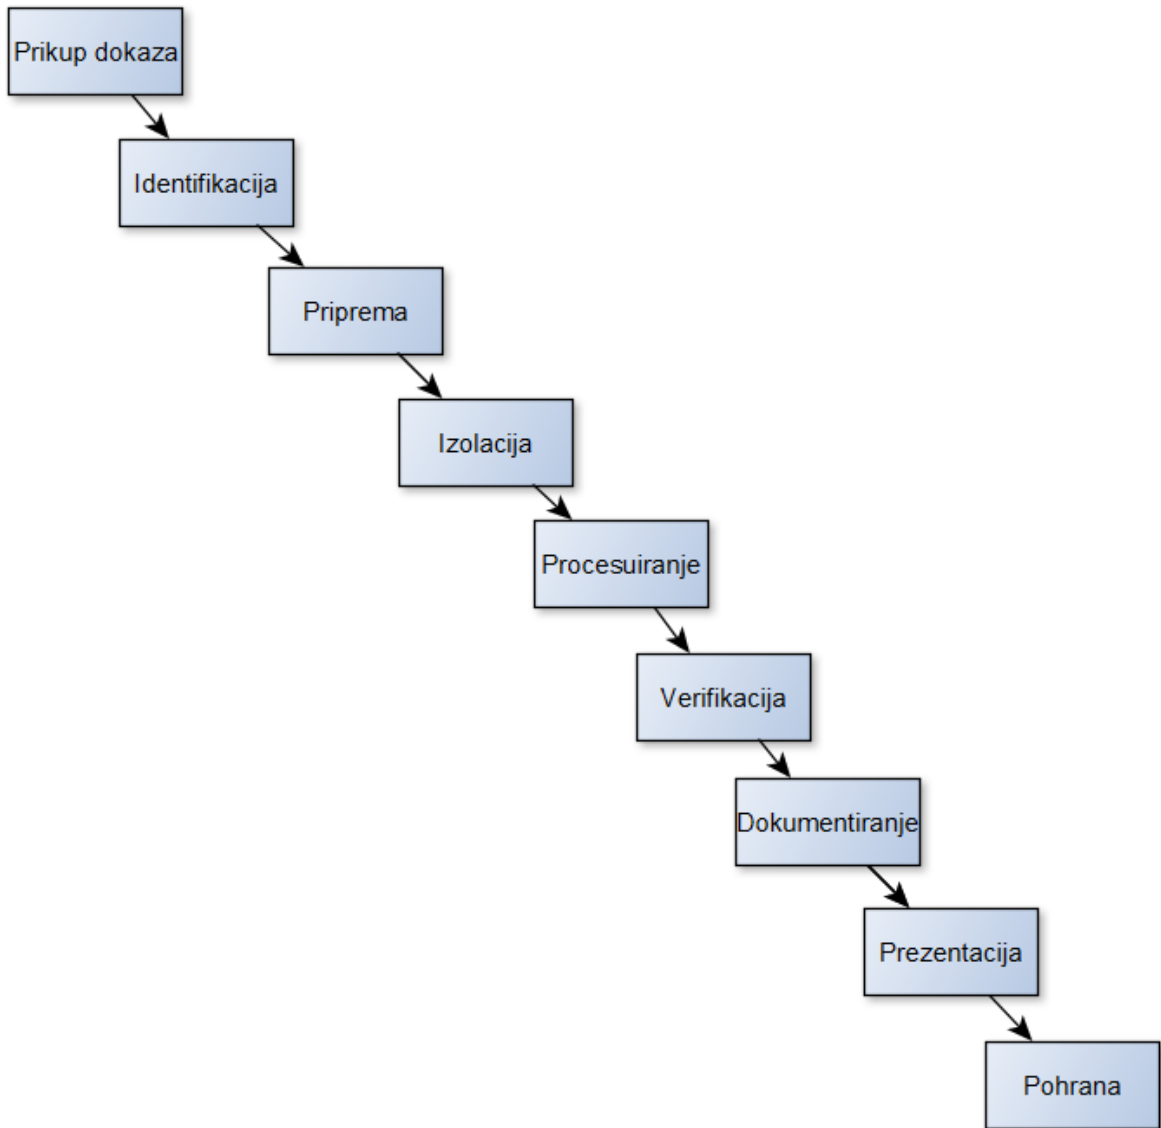 Prikup dokaza
Identifikacija
Priprema
Izolacija
Procesuiranje
Verifikacija
Dokumentiranje
Prezentacija
Pohrana